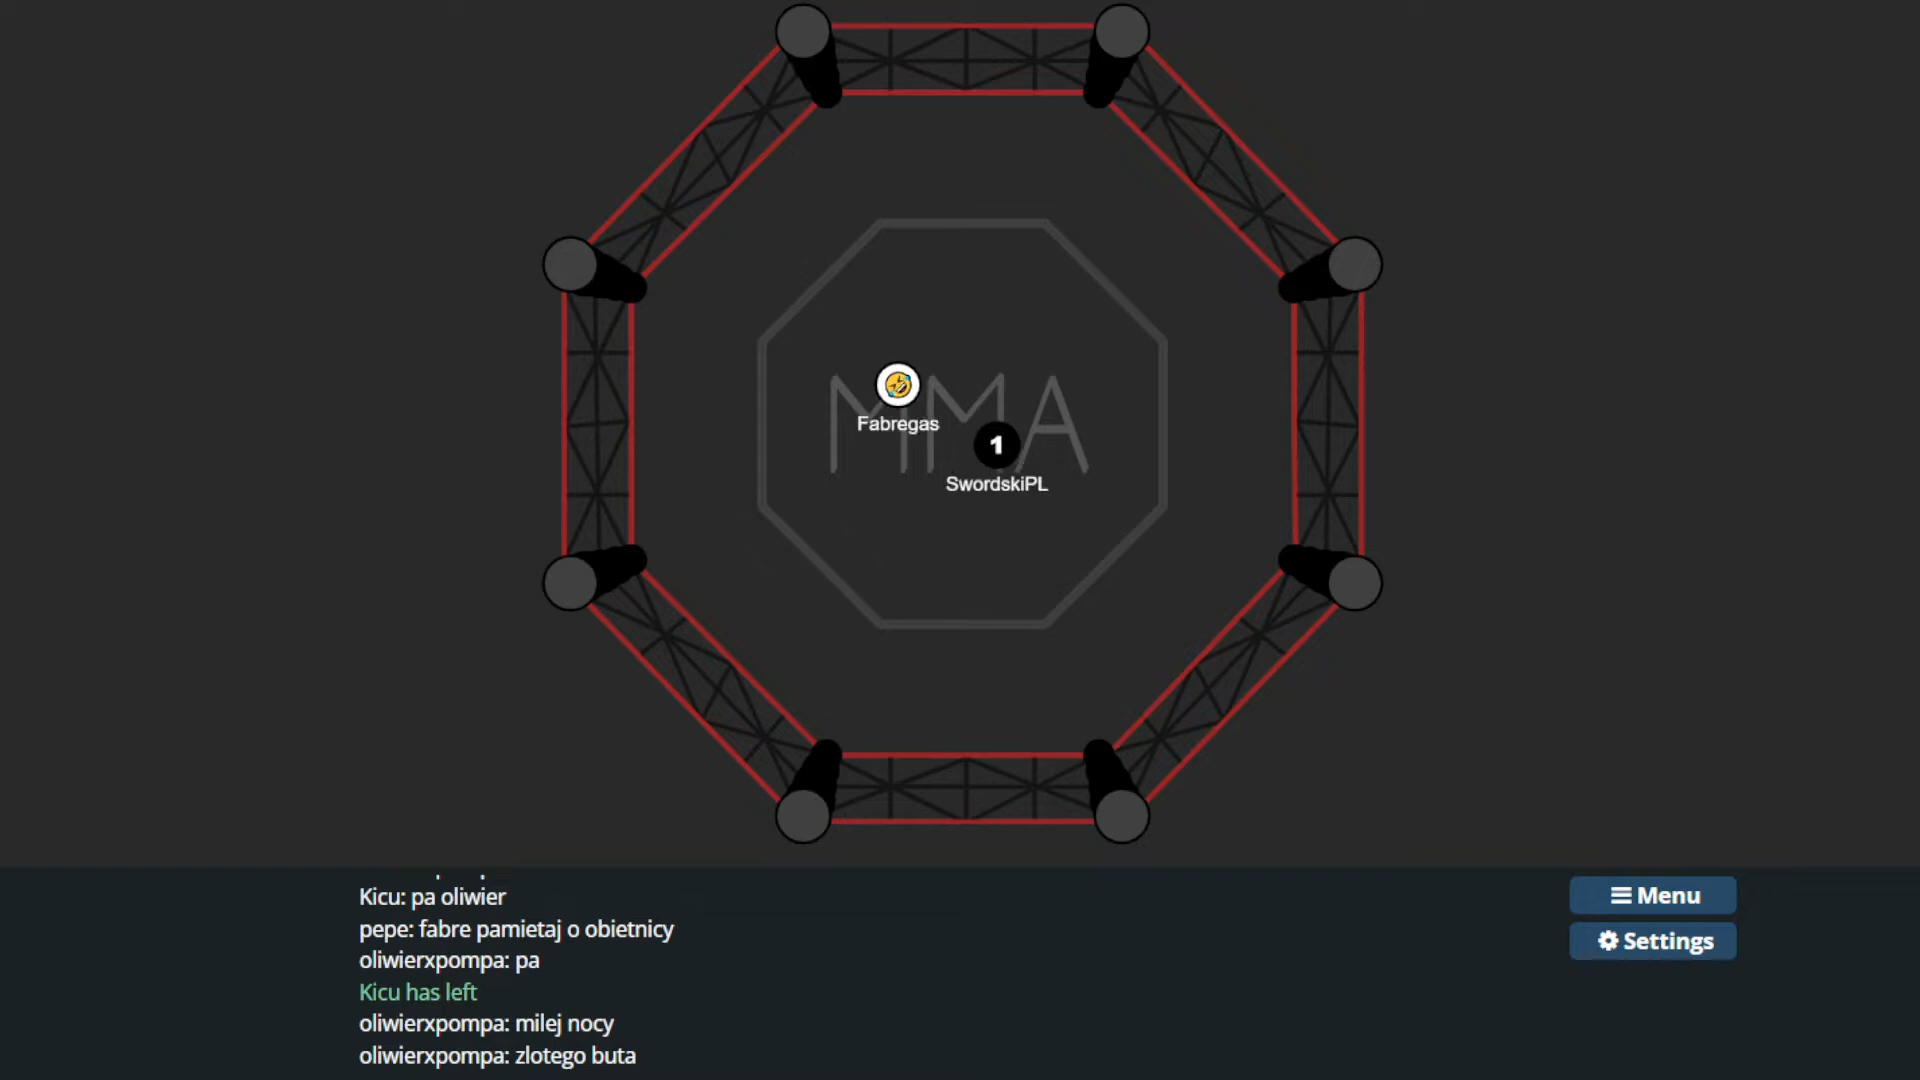 MMA
Fabregas
1
SwordskiPL
Kicu: pa oliwier
pepe: fabre pamietaj o obietnicy
oliwierxpompa: pa
Kicu has left
oliwierxpompa: milej nocy
oliwierxpompa: zlotego buta
Menu
Settings